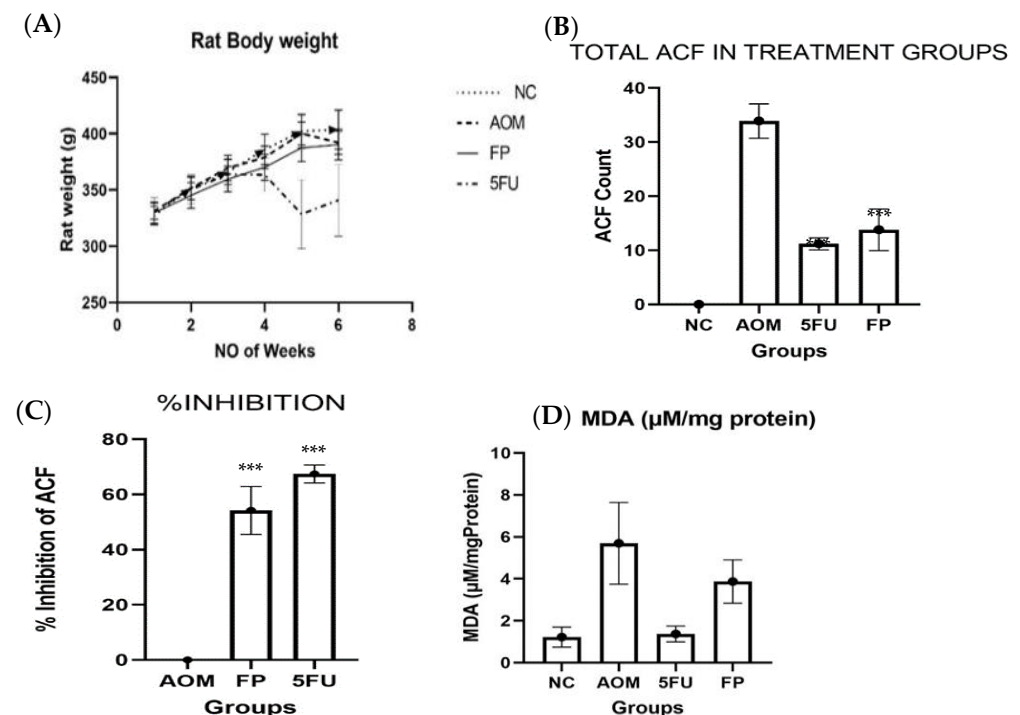 (A)
Rat Body weight
450
400
350
300
250
Rat weight (g)
0 2 4 6 8
NO of Weeks
NC
AOM
FP
5FU
(B)
TOTAL ACF IN TREATMENT GROUPS
40
30
20
10
0
ACF Count
***
***
NC AOM 5FU FP
Groups
(C)
%INHIBITION
80
60
40
20
0
% Inhibition of ACF
***
***
AOM FP 5FU
Groups
(D) MDA (µM/mg protein)
10
8
6
4
2
0
MDA (µM/mgProtein)
NC AOM 5FU FP
Groups